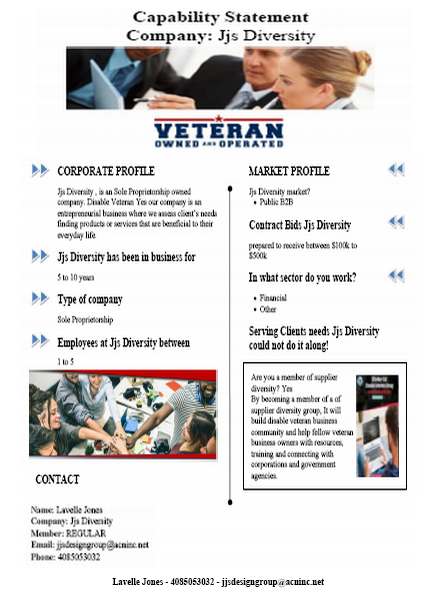 Capability Statement
Company: Jjs Diversity
VETERAN
OWNED AND OPERATED
CORPORATE PROFILE
Jjs Diversity , is an Sole Proprietorship owned
company. Disable Veteran Yes our company is an
entrepreneurial business where we assess client's needs
finding products or services that are beneficial to their
everyday life
Jjs Diversity has been in business for
5 to 10 years
Type of company
Sole Proprietorship
Employees at Jjs Diversity between
1 to 5
CONTACT
Name: Lavelle Jones
Company: Jjs Diversity
Member: REGULAR
Email: jjsdesigngroup@acninc.net
Phone: 4085053032
MARKET PROFILE
Jjs Diversity market?
• Public B2B
Contract Bids Jjs Diversity
prepared to receive between $100k to
$500k
In what sector do you work?
• Financial
• Other
Serving Clients needs Jjs Diversity
could not do it along!
Are you a member of supplier
diversity? Yes
By becoming a member of a of
supplier diversity group, It will
build disable veteran business
community and help fellow veteran
business owners with resources,
training and connecting with
corporations and government
agencies.
Lavelle Jones - 4085053032 - jjsdesigngroup@acninc.net